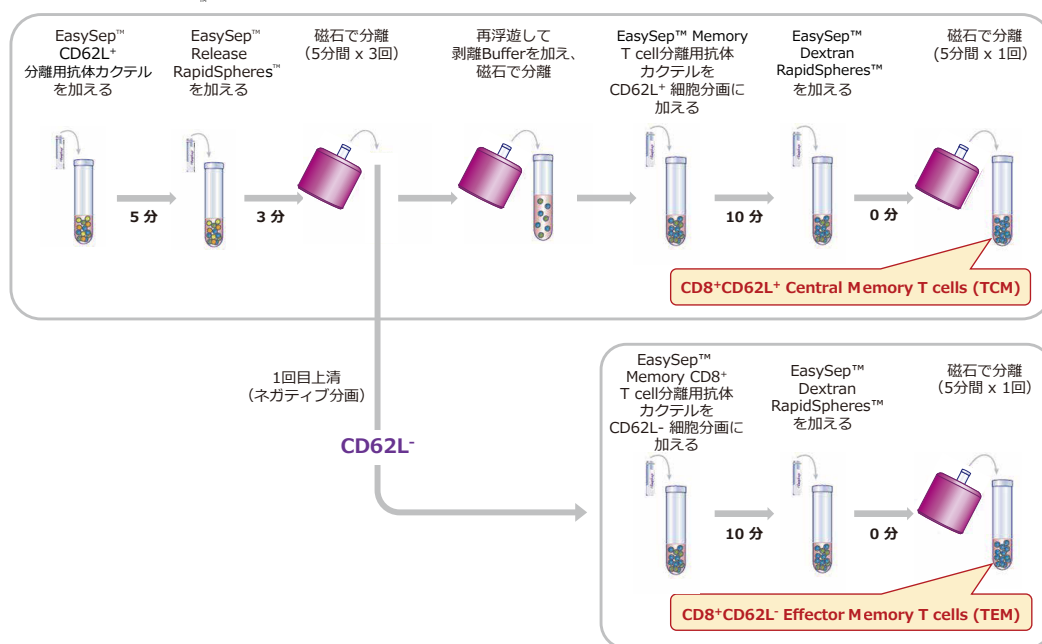 EasySep™
CD62L⁺
分離用抗体カクテル
を加える
EasySep™
Release
RapidSpheres™
を加える
磁石で分離
(5分間 x 3回)
再浮遊して
剥離Bufferを加え、
磁石で分離
EasySep™ Memory
T cell分離用抗体
カクテルを
CD62L⁺ 細胞分画に
加える
EasySep™
Dextran
RapidSpheres™
を加える
磁石で分離
(5分間 x 1回)
5 分
3 分
10 分
0 分
CD8⁺CD62L⁺ Central Memory T cells (TCM)
1回目上清
(ネガティブ分画)
CD62L⁻
EasySep™
Memory CD8⁺
T cell分離用抗体
カクテルを
CD62L- 細胞分画に
加える
EasySep™
Dextran
RapidSpheres™
を加える
磁石で分離
(5分間 x 1回)
10 分
0 分
CD8⁺CD62L⁻ Effector Memory T cells (TEM)